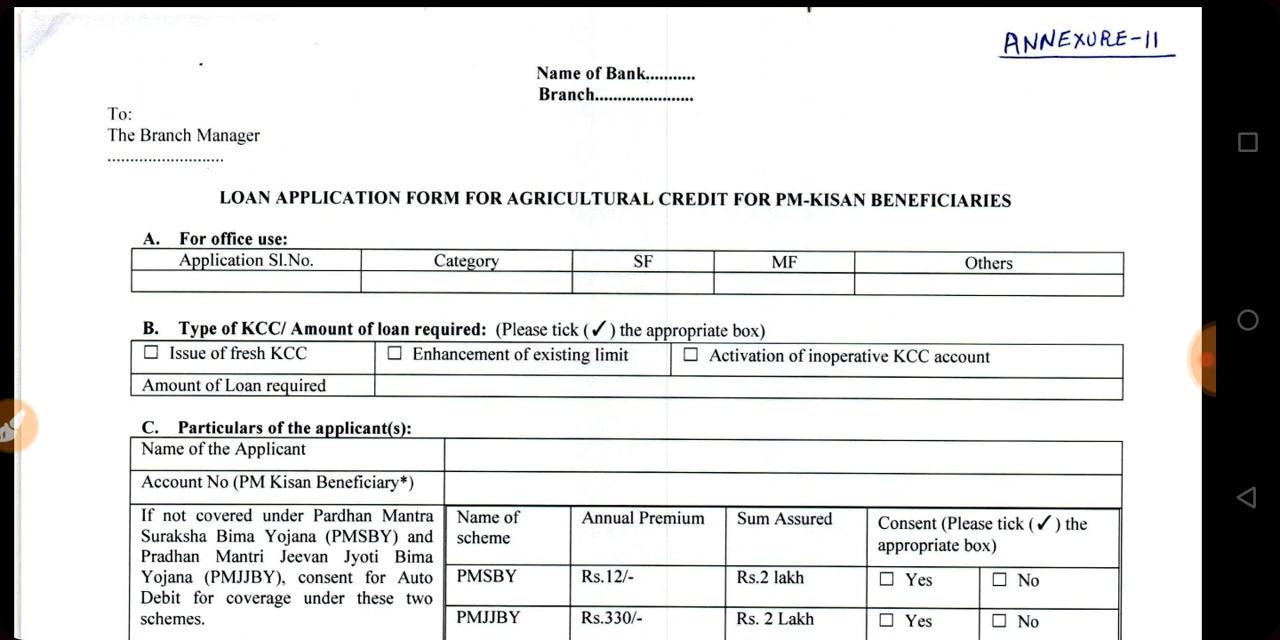 ANNEXURE-II
Name of Bank...........
Branch......................
To:
The Branch Manager
..........................
LOAN APPLICATION FORM FOR AGRICULTURAL CREDIT FOR PM-KISAN BENEFICIARIES
A. For office use:
Application Sl.No. Category SF MF Others
B. Type of KCC/ Amount of loan required: (Please tick (✓) the appropriate box)
☐ Issue of fresh KCC ☐ Enhancement of existing limit ☐ Activation of inoperative KCC account
Amount of Loan required
C. Particulars of the applicant(s):
Name of the Applicant
Account No (PM Kisan Beneficiary*)
If not covered under Pardhan Mantra
Suraksha Bima Yojana (PMSBY) and
Pradhan Mantri Jeevan Jyoti Bima
Yojana (PMJJBY), consent for Auto
Debit for coverage under these two
schemes.
Name of
scheme
Annual Premium
Sum Assured
Consent (Please tick (✓) the
appropriate box)
PMSBY Rs.12/- Rs.2 lakh ☐ Yes ☐ No
PMJJBY Rs.330/- Rs. 2 Lakh ☐ Yes ☐ No